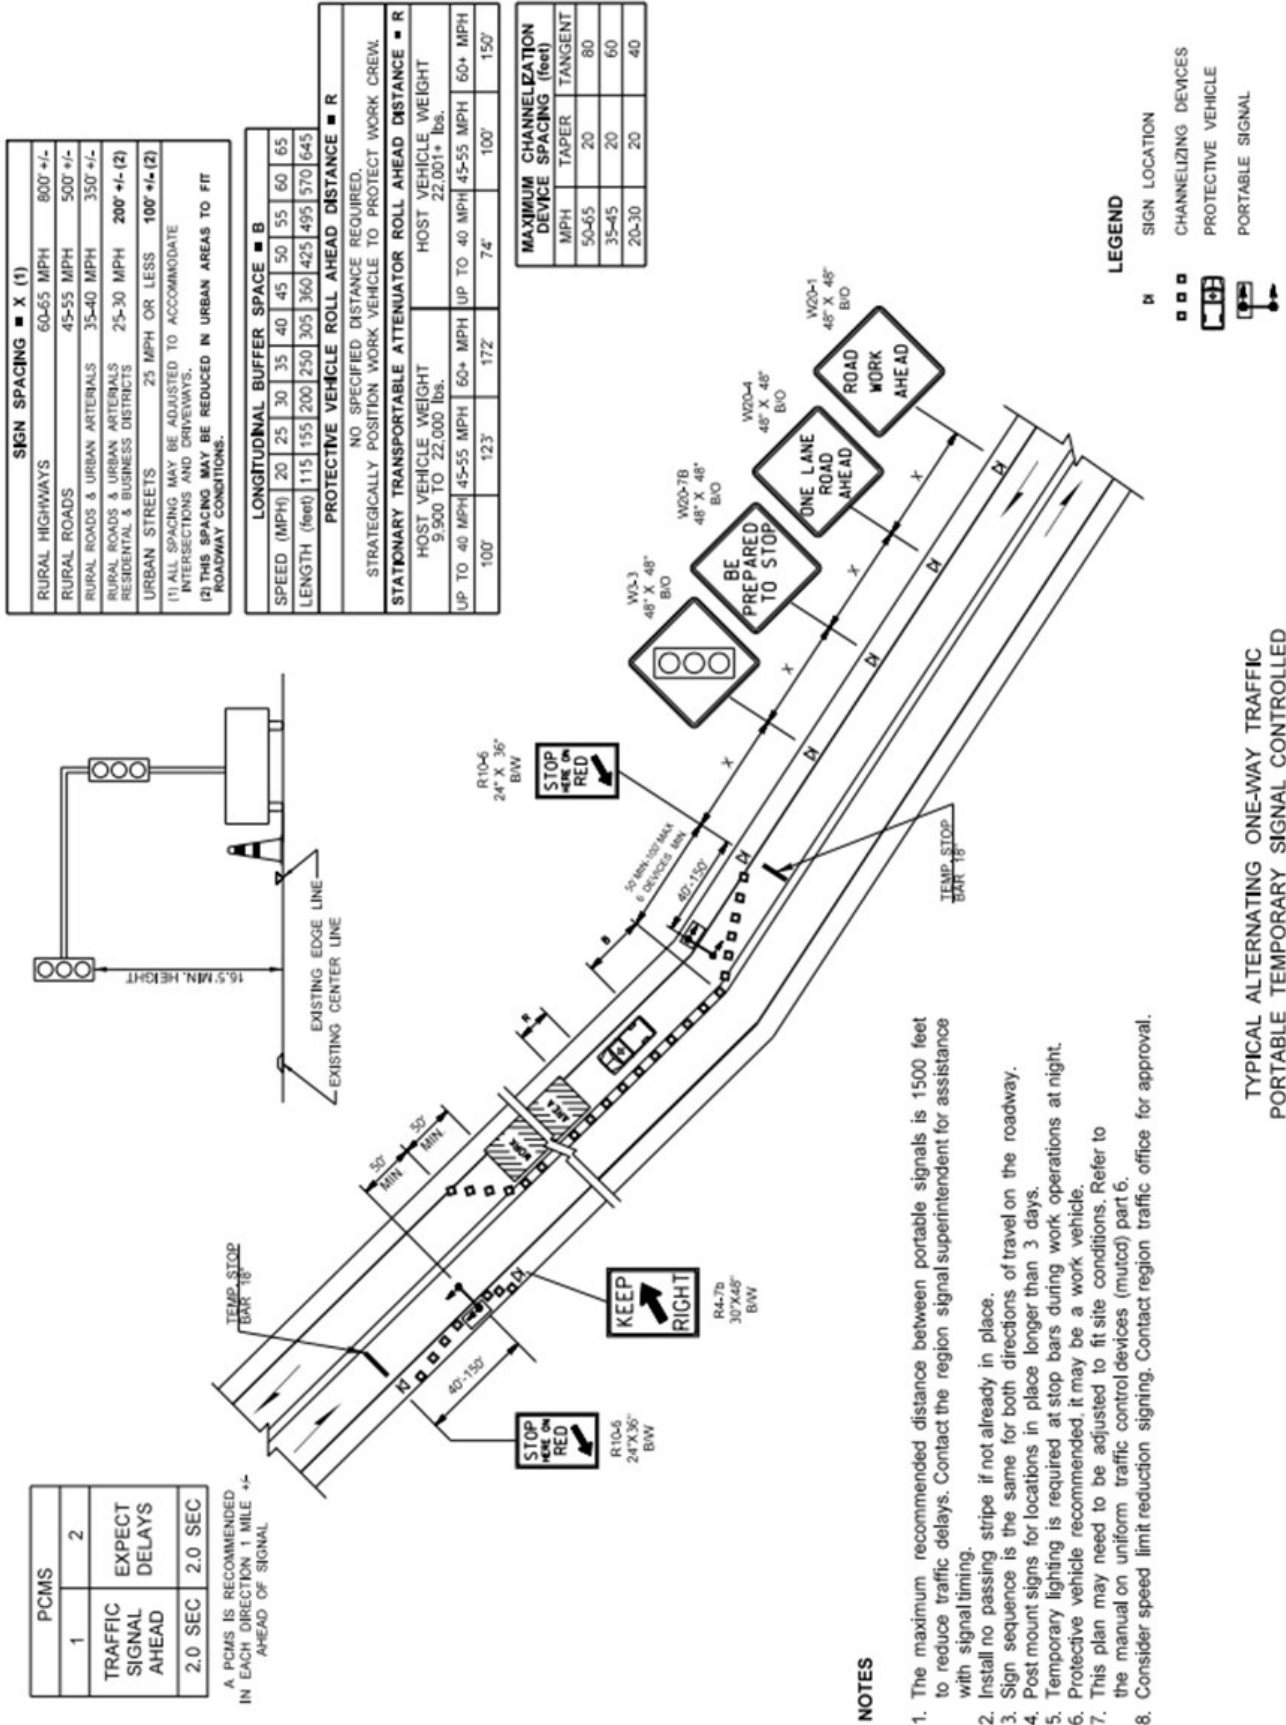 PCMS
1 2
TRAFFIC SIGNAL AHEAD EXPECT DELAYS
2.0 SEC 2.0 SEC
A PCMS IS RECOMMENDED
IN EACH DIRECTION 1 MILE +/-
AHEAD OF SIGNAL
16.5' MIN. HEIGHT
EXISTING EDGE LINE
EXISTING CENTER LINE
SIGN SPACING = X (1)
RURAL HIGHWAYS 60-65 MPH 800' +/-
RURAL ROADS 45-55 MPH 500' +/-
RURAL ROADS & URBAN ARTERIALS 35-40 MPH 350' +/-
RURAL ROADS & URBAN ARTERIALS 25-30 MPH 200' +/- (2)
RESIDENTAL & BUSINESS DISTRICTS
URBAN STREETS 25 MPH OR LESS 100' +/- (2)
(1) ALL SPACING MAY BE ADJUSTED TO ACCOMMODATE
INTERSECTIONS AND DRIVEWAYS.
(2) THIS SPACING MAY BE REDUCED IN URBAN AREAS TO FIT
ROADWAY CONDITIONS.
LONGITUDINAL BUFFER SPACE = B
SPEED (MPH) 20 25 30 35 40 45 50 55 60 65
LENGTH (feet) 115 155 200 250 305 360 425 495 570 645
PROTECTIVE VEHICLE ROLL AHEAD DISTANCE = R
NO SPECIFIED DISTANCE REQUIRED.
STRATEGICALLY POSITION WORK VEHICLE TO PROTECT WORK CREW.
STATIONARY TRANSPORTABLE ATTENUATOR ROLL AHEAD DISTANCE = R
HOST VEHICLE WEIGHT HOST VEHICLE WEIGHT
9,900 TO 22,000 lbs. 22,001+ lbs.
UP TO 40 MPH 45-55 MPH 60+ MPH UP TO 40 MPH 45-55 MPH 60+ MPH
100' 123' 172' 74' 100' 150'
MAXIMUM CHANNELIZATION
DEVICE SPACING (feet)
MPH TAPER TANGENT
50-65 20 80
35-45 20 60
20-30 20 40
TEMP. STOP
BAR 18"
50'
MIN
50'
MIN.
WORK
AREA
R
B
50' MIN-100' MAX
6 DEVICES MIN
40'-150'
X
X
X
X
R10-6
24" X 36"
B/W
STOP
HERE ON
RED
W3-3
48" X 48"
B/O
W20-7B
48" X 48"
B/O
BE
PREPARED
TO STOP
W20-4
48" X 48"
B/O
ONE LANE
ROAD
AHEAD
W20-1
48" X 48"
B/O
ROAD
WORK
AHEAD
40'-150'
STOP
HERE ON
RED
R10-6
24"X36"
B/W
KEEP
RIGHT
R4-7b
30"X48"
B/W
TEMP. STOP
BAR 18"
LEGEND
SIGN LOCATION
CHANNELIZING DEVICES
PROTECTIVE VEHICLE
PORTABLE SIGNAL
NOTES
1. The maximum recommended distance between portable signals is 1500 feet
to reduce traffic delays. Contact the region signal superintendent for assistance
with signal timing.
2. Install no passing stripe if not already in place.
3. Sign sequence is the same for both directions of travel on the roadway.
4. Post mount signs for locations in place longer than 3 days.
5. Temporary lighting is required at stop bars during work operations at night.
6. Protective vehicle recommended, it may be a work vehicle.
7. This plan may need to be adjusted to fit site conditions. Refer to
the manual on uniform traffic control devices (mutcd) part 6.
8. Consider speed limit reduction signing. Contact region traffic office for approval.
TYPICAL ALTERNATING ONE-WAY TRAFFIC
PORTABLE TEMPORARY SIGNAL CONTROLLED